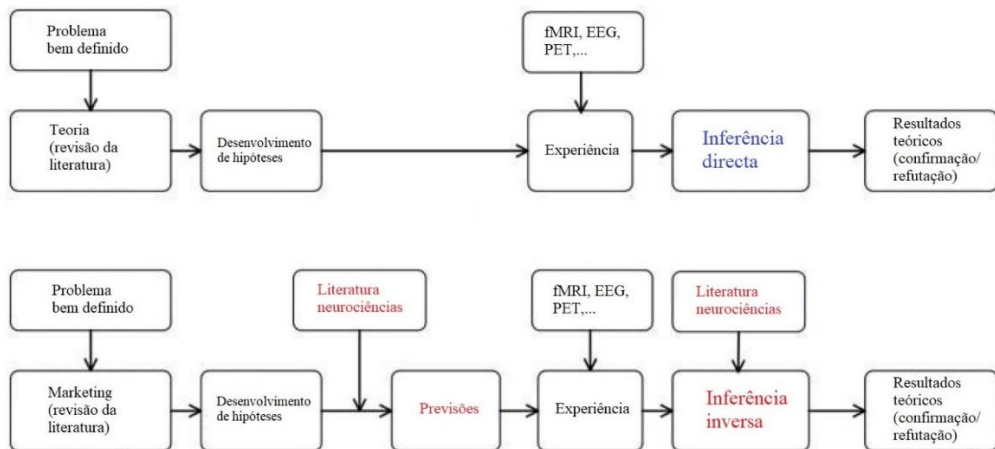 Problema
bem definido
fMRI, EEG,
PET,...
Teoria
(revisão da
literatura)
Desenvolvimento
de hipóteses
Experiência
Inferência
directa
Resultados
teóricos
(confirmação/
refutação)
Problema
bem definido
Literatura
neurociências
fMRI, EEG,
PET,...
Literatura
neurociências
Marketing
(revisão da
literatura)
Desenvolvimento
de hipóteses
Previsões
Experiência
Inferência
inversa
Resultados
teóricos
(confirmação/
refutação)